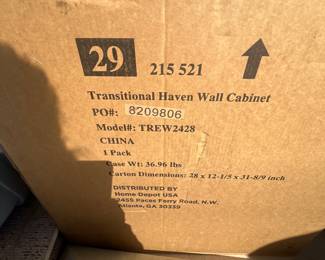 29 215 521
Transitional Haven Wall Cabinet
PO#: 8209806
Model#: TREW2428
CHINA
1 Pack
Case Wt: 36.96 lbs
Carton Dimensions: 28 x 12-1/5 x 31-8/9 inch
DISTRIBUTED BY
Home Depot USA
2455 Paces Ferry Road, N.W.
Atlanta, GA 30339